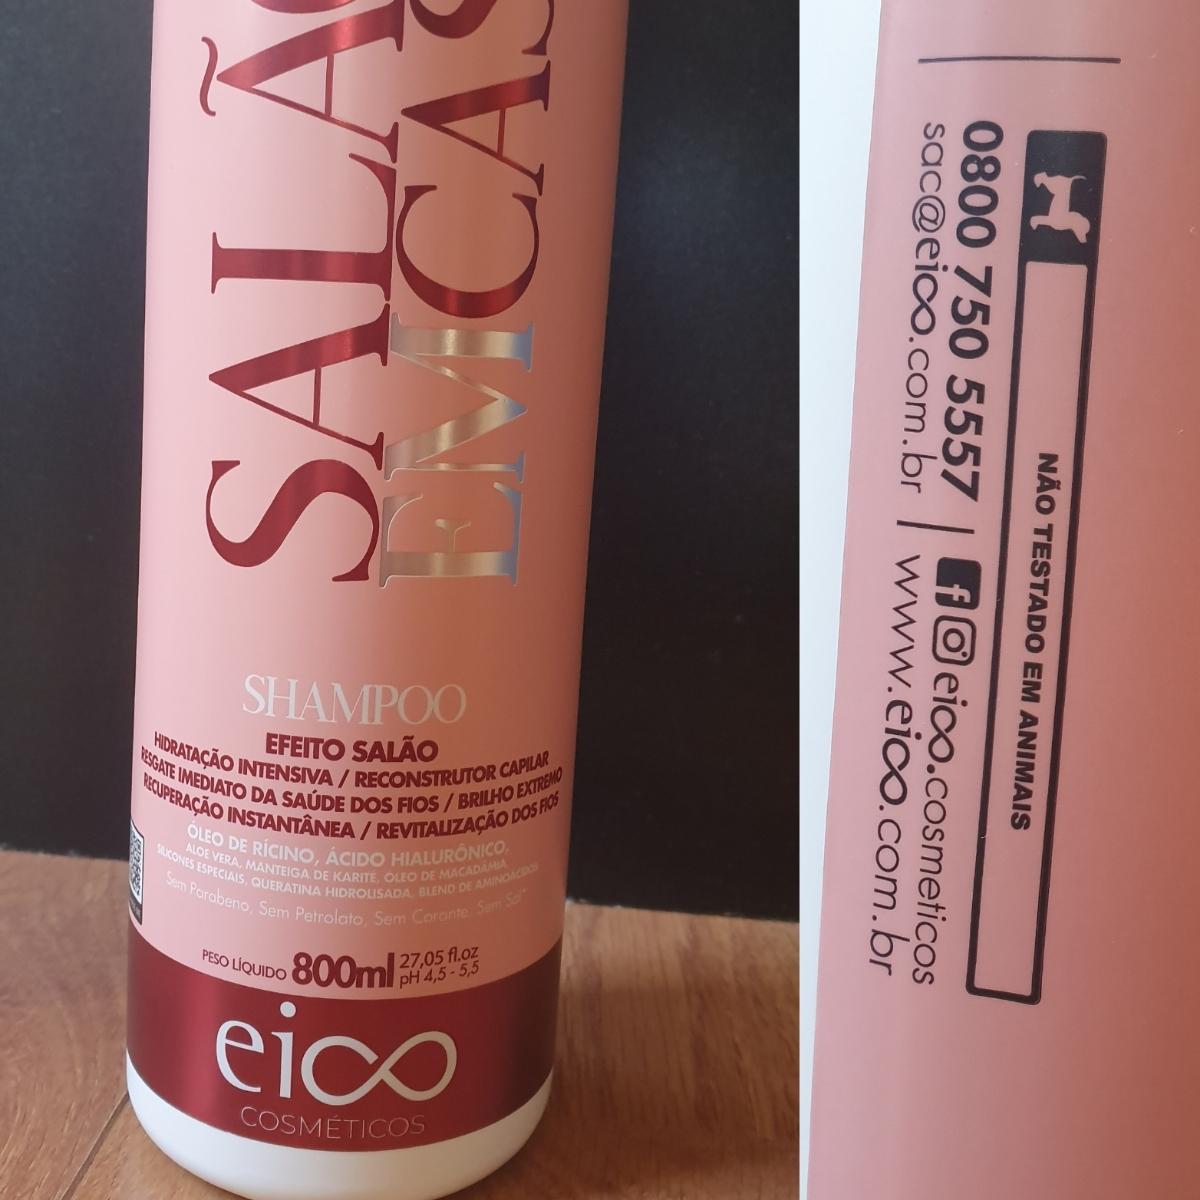 SALÃO
EM CAS
SHAMPOO
EFEITO SALÃO
HIDRATAÇÃO INTENSIVA / RECONSTRUTOR CAPILAR
RESGATE IMEDIATO DA SAÚDE DOS FIOS / BRILHO EXTREMO
RECUPERAÇÃO INSTANTÂNEA / REVITALIZAÇÃO DOS FIOS
ÓLEO DE RÍCINO, ÁCIDO HIALURÔNICO,
ALOE VERA, MANTEIGA DE KARITÉ, ÓLEO DE MACADÂMIA,
SILICONES ESPECIAIS, QUERATINA HIDROLISADA, BLEND DE AMINOÁCIDOS
Sem Parabeno, Sem Petrolato, Sem Corante, Sem Sal*
PESO LÍQUIDO 800ml 27,05 fl.oz
pH 4,5 - 5,5
eico
COSMÉTICOS
NÃO TESTADO EM ANIMAIS
0800 750 5557 | eico.cosmeticos
sac@eico.com.br | www.eico.com.br